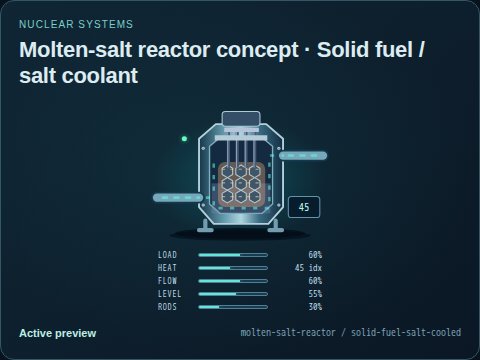 NUCLEAR SYSTEMS
Molten-salt reactor concept · Solid fuel /
salt coolant
45
LOAD 60%
HEAT 45 idx
FLOW 60%
LEVEL 55%
RODS 30%
Active preview molten-salt-reactor / solid-fuel-salt-cooled